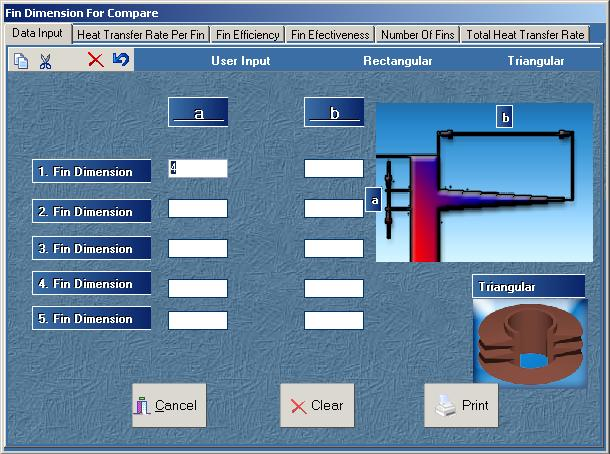 Fin Dimension For Compare
Data Input Heat Transfer Rate Per Fin Fin Efficiency Fin Efectiveness Number Of Fins Total Heat Transfer Rate
User Input Rectangular Triangular
a b
b
1. Fin Dimension 4
a
2. Fin Dimension
3. Fin Dimension
4. Fin Dimension
Triangular
5. Fin Dimension
Cancel Clear Print